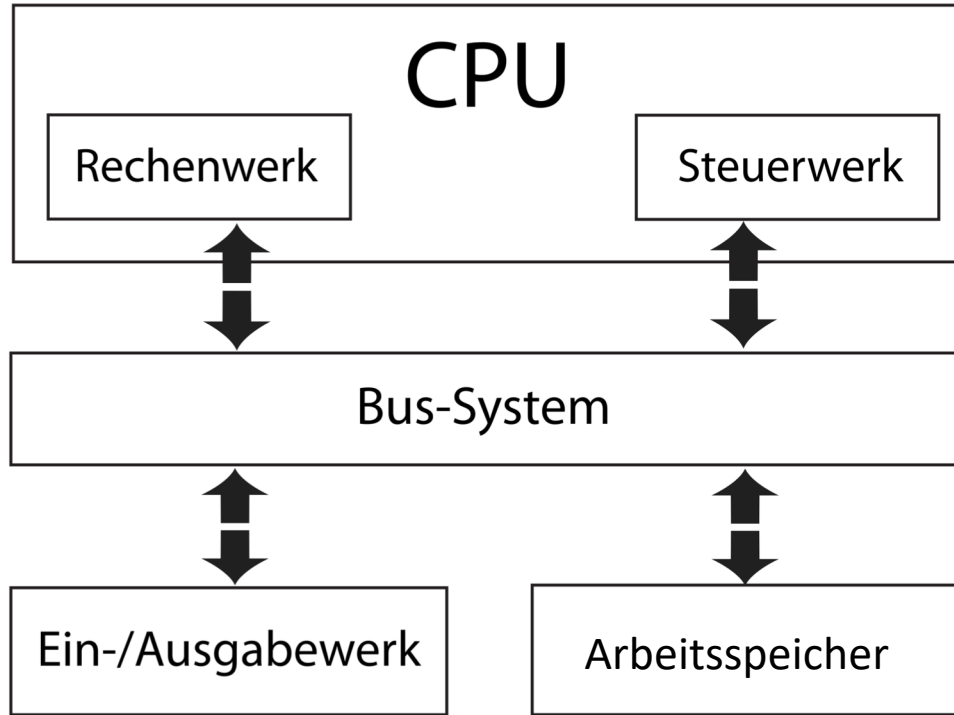 CPU
Rechenwerk
Steuerwerk
Bus-System
Ein-/Ausgabewerk
Arbeitsspeicher